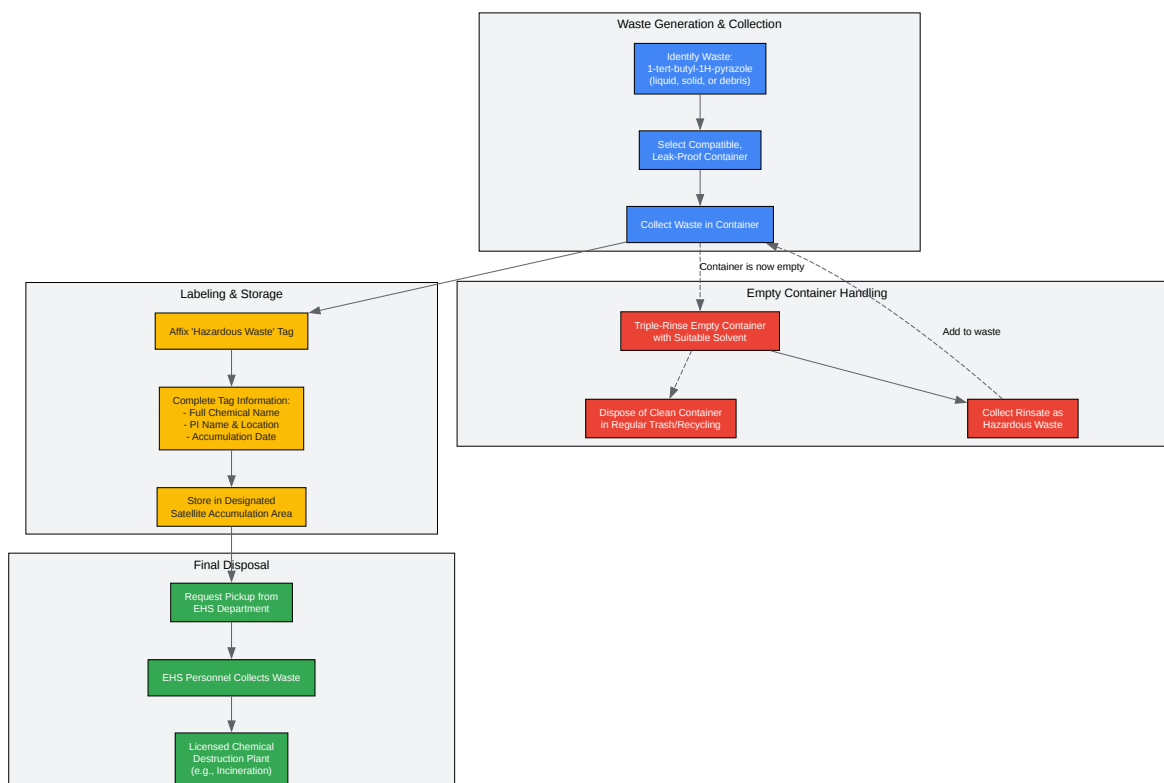 Waste Generation & Collection
Identify Waste:
1-tert-butyl-1H-pyrazole
(liquid, solid, or debris)
Select Compatible,
Leak-Proof Container
Collect Waste in Container
Container is now empty
Labeling & Storage
Affix 'Hazardous Waste' Tag
Complete Tag Information:
- Full Chemical Name
- PI Name & Location
- Accumulation Date
Store in Designated
Satellite Accumulation Area
Empty Container Handling
Triple-Rinse Empty Container
with Suitable Solvent
Add to waste
Dispose of Clean Container
in Regular Trash/Recycling
Collect Rinsate as
Hazardous Waste
Final Disposal
Request Pickup from
EHS Department
EHS Personnel Collects Waste
Licensed Chemical
Destruction Plant
(e.g., Incineration)